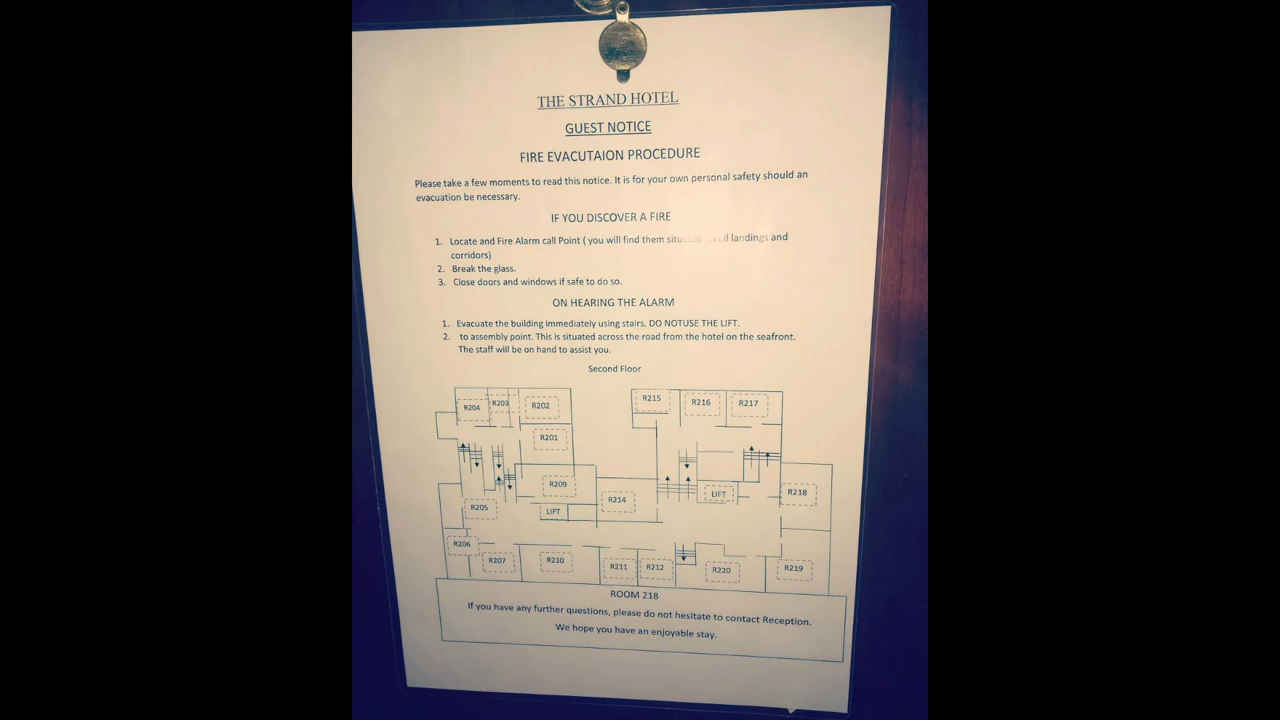 THE STRAND HOTEL
GUEST NOTICE
FIRE EVACUTAION PROCEDURE
Please take a few moments to read this notice. It is for your own personal safety should an
evacuation be necessary.
IF YOU DISCOVER A FIRE
1. Locate and Fire Alarm call Point ( you will find them landings and
corridors)
2. Break the glass.
3. Close doors and windows if safe to do so.
ON HEARING THE ALARM
1. Evacuate the building immediately using stairs. DO NOTUSE THE LIFT.
2. to assembly point. This is situated across the road from the hotel on the seafront.
The staff will be on hand to assist you.
Second Floor
R204 R203 R202 R215 R216 R217
R201
R209 R214 LIFT R218
R205 LIFT
R206
R207 R210 R211 R212 R220 R219
ROOM 218
If you have any further questions, please do not hesitate to contact Reception.
We hope you have an enjoyable stay.